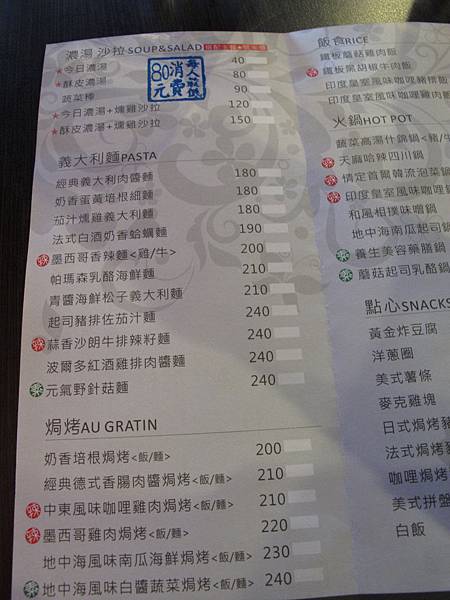 濃湯 沙拉 SOUP&SALAD
★今日濃湯 40
★酥皮濃湯 80
蔬菜棒 90
★今日濃湯+燻雞沙拉 120
★酥皮濃湯+燻雞沙拉 150
每人最低
消費
80元
義大利麵PASTA
經典義大利肉醬麵 180
奶香蛋黃培根細麵 180
茄汁燻雞義大利麵 180
法式白酒奶香蛤蠣麵 190
墨西哥香辣麵<雞/牛> 200
帕瑪森乳酪海鮮麵 210
青醬海鮮松子義大利麵 210
起司豬排佐茄汁麵 240
蒜香沙朗牛排辣籽麵 240
波爾多紅酒雞排肉醬麵 240
元氣野針菇麵 240
焗烤AU GRATIN
奶香培根焗烤<飯/麵> 200
經典德式香腸肉醬焗烤<飯/麵> 210
中東風味咖哩雞肉焗烤<飯/麵> 210
墨西哥雞肉焗烤<飯/麵> 220
地中海風味南瓜海鮮焗烤<飯/麵> 230
地中海風味白醬蔬菜焗烤<飯/麵> 240
飯食RICE
鐵板蘑菇雞肉飯
鐵板黑胡椒牛肉飯
印度皇室風味咖哩豬排飯
印度皇室風味咖哩雞肉飯
火鍋HOT POT
蔬菜高湯什錦鍋<豬/牛
天麻哈辣四川鍋
情定首爾韓流泡菜鍋
印度皇室風味咖哩鍋
和風相撲味噌鍋
地中海南瓜起司鍋
養生美容藥膳鍋
蘑菇起司乳酪鍋
點心SNACKS
黃金炸豆腐
洋蔥圈
美式薯條
麥克雞塊
日式焗烤
法式焗烤
咖哩焗烤
美式拼盤
白飯